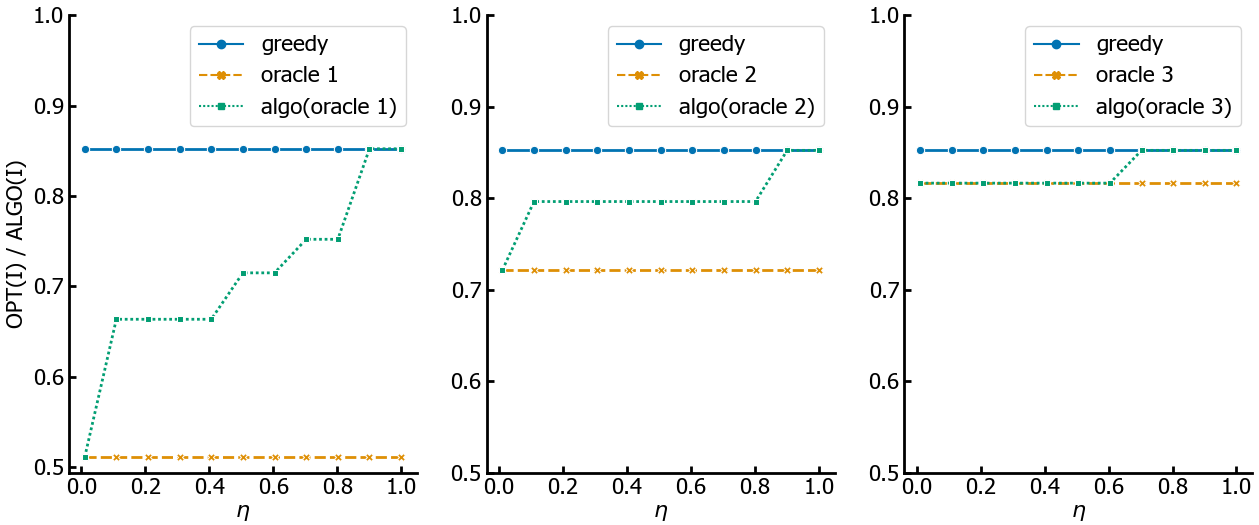 OPT(I) / ALGO(I)
1.0
0.9
0.8
0.7
0.6
0.5
greedy
oracle 1
algo(oracle 1)
0.0 0.2 0.4 0.6 0.8 1.0
η
1.0
0.9
0.8
0.7
0.6
0.5
greedy
oracle 2
algo(oracle 2)
0.0 0.2 0.4 0.6 0.8 1.0
η
1.0
0.9
0.8
0.7
0.6
0.5
greedy
oracle 3
algo(oracle 3)
0.0 0.2 0.4 0.6 0.8 1.0
η